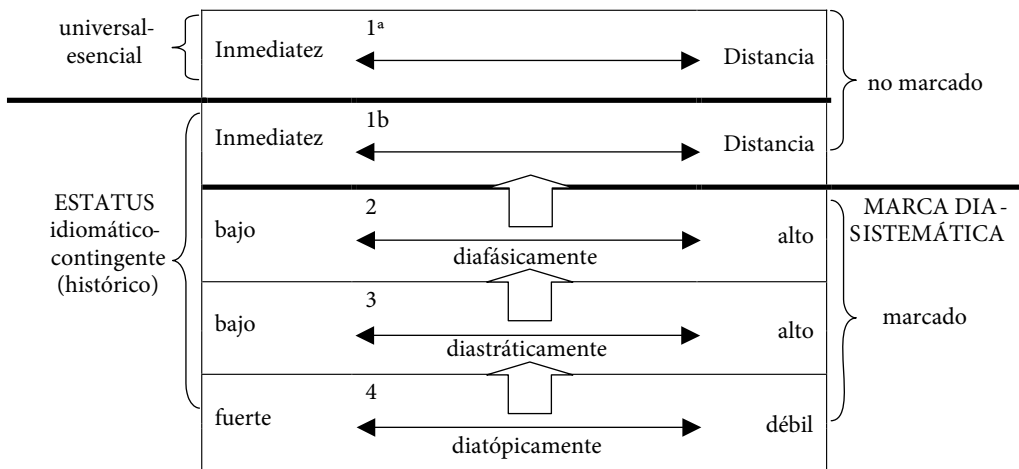 universal-
esencial
Inmediatez
1ª
Distancia
no marcado
Inmediatez
1b
Distancia
ESTATUS
idiomático-
contingente
(histórico)
MARCA DIA-
SISTEMÁTICA
bajo
2
diafásicamente
alto
bajo
3
diastráticamente
alto
marcado
fuerte
4
diatópicamente
débil